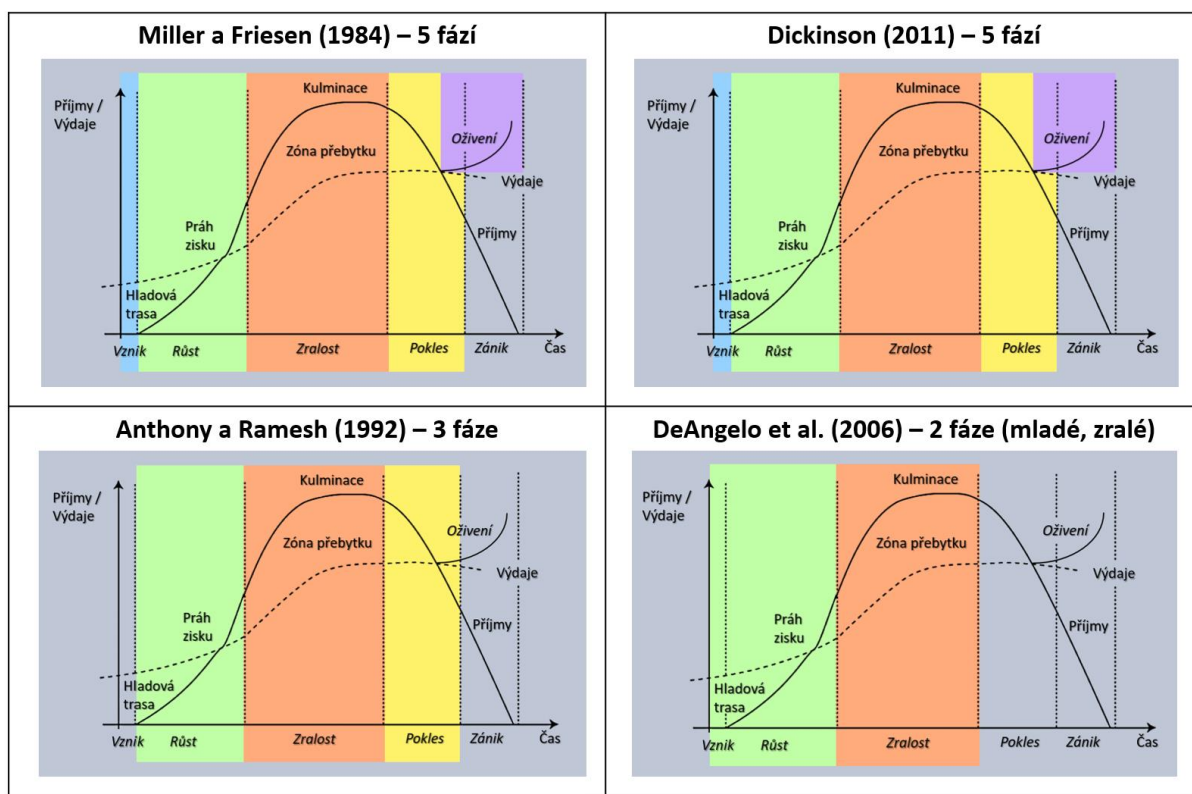 Miller a Friesen (1984) – 5 fází
Příjmy /
Výdaje
Kulminace
Oživení
Zóna přebytku
Výdaje
Práh
zisku
Příjmy
Hladová
trasa
Vznik Růst Zralost Pokles Zánik Čas
Dickinson (2011) – 5 fází
Příjmy /
Výdaje
Kulminace
Oživení
Zóna přebytku
Výdaje
Práh
zisku
Příjmy
Hladová
trasa
Vznik Růst Zralost Pokles Zánik Čas
Anthony a Ramesh (1992) – 3 fáze
Příjmy /
Výdaje
Kulminace
Oživení
Zóna přebytku
Výdaje
Práh
zisku
Příjmy
Hladová
trasa
Vznik Růst Zralost Pokles Zánik Čas
DeAngelo et al. (2006) – 2 fáze (mladé, zralé)
Příjmy /
Výdaje
Kulminace
Oživení
Zóna přebytku
Výdaje
Práh
zisku
Příjmy
Hladová
trasa
Vznik Růst Zralost Pokles Zánik Čas